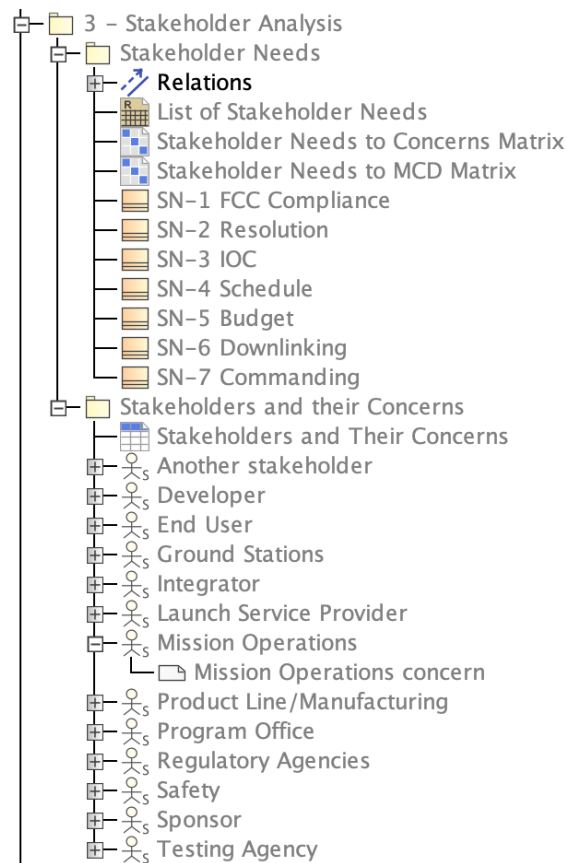 3 – Stakeholder Analysis
Stakeholder Needs
Relations
List of Stakeholder Needs
Stakeholder Needs to Concerns Matrix
Stakeholder Needs to MCD Matrix
SN–1 FCC Compliance
SN–2 Resolution
SN–3 IOC
SN–4 Schedule
SN–5 Budget
SN–6 Downlinking
SN–7 Commanding
Stakeholders and their Concerns
Stakeholders and Their Concerns
Another stakeholder
Developer
End User
Ground Stations
Integrator
Launch Service Provider
Mission Operations
Mission Operations concern
Product Line/Manufacturing
Program Office
Regulatory Agencies
Safety
Sponsor
Testing Agency